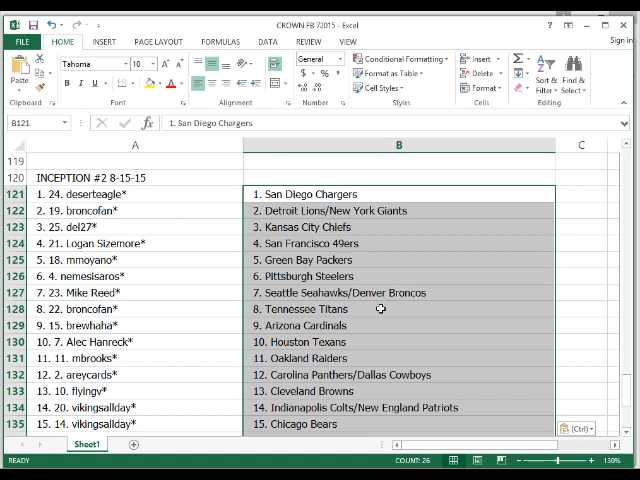 CROWN FB 72015 - Excel
FILE HOME INSERT PAGE LAYOUT FORMULAS DATA REVIEW VIEW Sign in
Paste Tahoma 10 General Conditional Formatting Insert
Format as Table Delete Sort & Find &
B I U $ % Cell Styles Format Filter Select
Clipboard Font Alignment Number Styles Cells Editing
B121 1. San Diego Chargers
A B C
119
120 INCEPTION #2 8-15-15
121 1. 24. deserteagle* 1. San Diego Chargers
122 2. 19. broncofan* 2. Detroit Lions/New York Giants
123 3. 25. del27* 3. Kansas City Chiefs
124 4. 21. Logan Sizemore* 4. San Francisco 49ers
125 5. 18. mmoyano* 5. Green Bay Packers
126 6. 4. nemesisaros* 6. Pittsburgh Steelers
127 7. 23. Mike Reed* 7. Seattle Seahawks/Denver Broncos
128 8. 22. broncofan* 8. Tennessee Titans
129 9. 15. brewhaha* 9. Arizona Cardinals
130 10. 7. Alec Hanreck* 10. Houston Texans
131 11. 11. mbrooks* 11. Oakland Raiders
132 12. 2. areycards* 12. Carolina Panthers/Dallas Cowboys
133 13. 10. flyingv* 13. Cleveland Browns
134 14. 20. vikingsallday* 14. Indianapolis Colts/New England Patriots
135 15. 14. vikingsallday* 15. Chicago Bears
(Ctrl)
Sheet1
READY COUNT: 26 130%